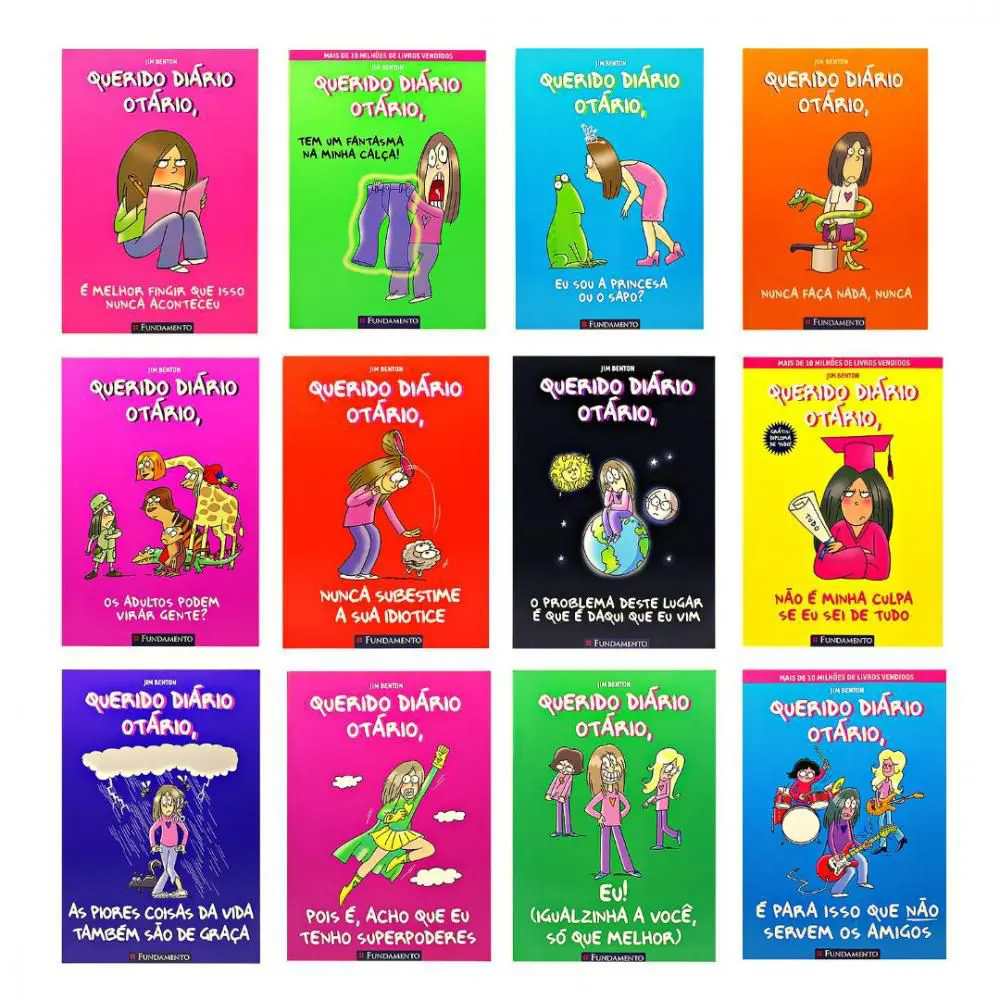 JIM BENTON
QUERIDO DIÁRIO
OTÁRIO,
É MELHOR FINGIR QUE ISSO
NUNCA ACONTECEU
FUNDAMENTO
MAIS DE 10 MILHÕES DE LIVROS VENDIDOS
JIM BENTON
QUERIDO DIÁRIO
OTÁRIO,
TEM UM FANTASMA
NA MINHA CALÇA!
FUNDAMENTO
JIM BENTON
QUERIDO DIÁRIO
OTÁRIO,
EU SOU A PRINCESA
OU O SAPO?
FUNDAMENTO
JIM BENTON
QUERIDO DIÁRIO
OTÁRIO,
NUNCA FAÇA NADA, NUNCA
FUNDAMENTO
JIM BENTON
QUERIDO DIÁRIO
OTÁRIO,
OS ADULTOS PODEM
VIRAR GENTE?
FUNDAMENTO
JIM BENTON
QUERIDO DIÁRIO
OTÁRIO,
NUNCA SUBESTIME
A SUA IDIOTICE
FUNDAMENTO
JIM BENTON
QUERIDO DIÁRIO
OTÁRIO,
O PROBLEMA DESTE LUGAR
É QUE É DAQUI QUE EU VIM
FUNDAMENTO
MAIS DE 10 MILHÕES DE LIVROS VENDIDOS
JIM BENTON
QUERIDO DIÁRIO
OTÁRIO,
GRÁTIS!
DIPLOMA
DE TUDO!
TUDO
NÃO É MINHA CULPA
SE EU SEI DE TUDO
FUNDAMENTO
JIM BENTON
QUERIDO DIÁRIO
OTÁRIO,
AS PIORES COISAS DA VIDA
TAMBÉM SÃO DE GRAÇA
FUNDAMENTO
JIM BENTON
QUERIDO DIÁRIO
OTÁRIO,
POIS É, ACHO QUE EU
TENHO SUPERPODERES
FUNDAMENTO
JIM BENTON
QUERIDO DIÁRIO
OTÁRIO,
EU!
(IGUALZINHA A VOCÊ,
SÓ QUE MELHOR)
FUNDAMENTO
MAIS DE 10 MILHÕES DE LIVROS VENDIDOS
JIM BENTON
QUERIDO DIÁRIO
OTÁRIO,
É PARA ISSO QUE NÃO
SERVEM OS AMIGOS
FUNDAMENTO